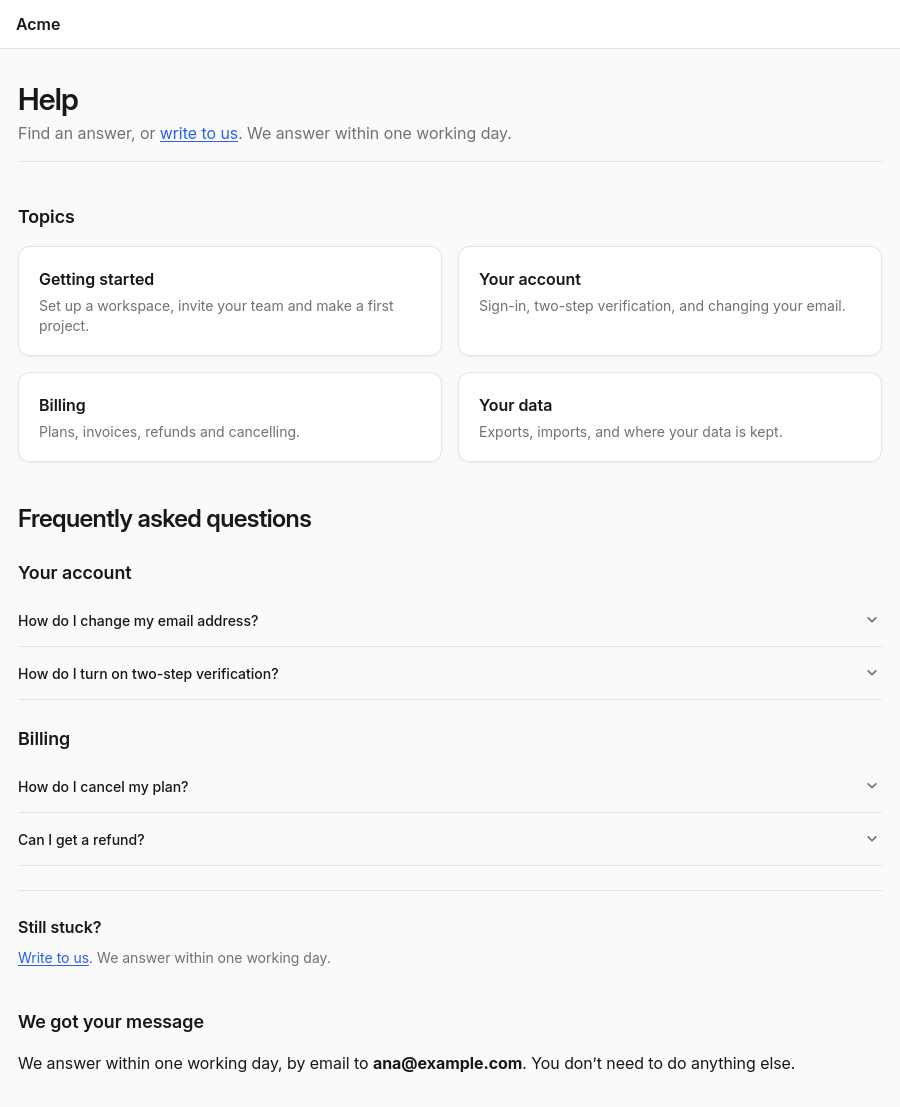 Acme
Help
Find an answer, or write to us. We answer within one working day.
Topics
Getting started
Set up a workspace, invite your team and make a first
project.
Your account
Sign-in, two-step verification, and changing your email.
Billing
Plans, invoices, refunds and cancelling.
Your data
Exports, imports, and where your data is kept.
Frequently asked questions
Your account
How do I change my email address?
How do I turn on two-step verification?
Billing
How do I cancel my plan?
Can I get a refund?
Still stuck?
Write to us. We answer within one working day.
We got your message
We answer within one working day, by email to ana@example.com. You don’t need to do anything else.